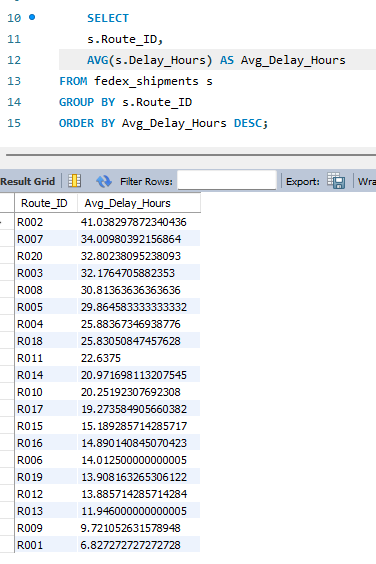 10 SELECT
11 s.Route_ID,
12 AVG(s.Delay_Hours) AS Avg_Delay_Hours
13 FROM fedex_shipments s
14 GROUP BY s.Route_ID
15 ORDER BY Avg_Delay_Hours DESC;
Result Grid Filter Rows: Export: Wra
Route_ID Avg_Delay_Hours
R002 41.038297872340436
R007 34.00980392156864
R020 32.80238095238093
R003 32.1764705882353
R008 30.81363636363636
R005 29.864583333333332
R004 25.88367346938776
R018 25.83050847457628
R011 22.6375
R014 20.971698113207545
R010 20.25192307692308
R017 19.273584905660382
R015 15.189285714285717
R016 14.890140845070423
R006 14.012500000000005
R019 13.908163265306122
R012 13.885714285714284
R013 11.946000000000005
R009 9.721052631578948
R001 6.827272727272728